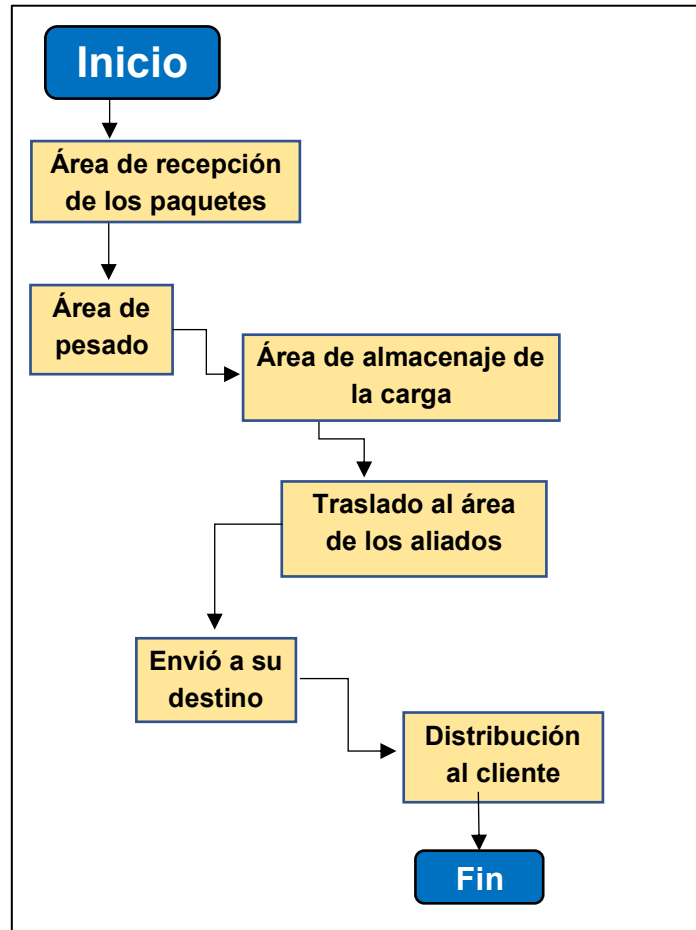 Inicio
Área de recepción
de los paquetes
Área de
pesado
Área de almacenaje de
la carga
Traslado al área
de los aliados
Envió a su
destino
Distribución
al cliente
Fin